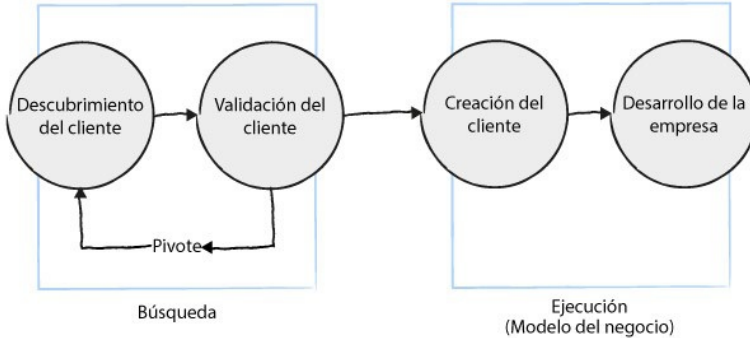 Descubrimiento
del cliente
Validación del
cliente
Creación del
cliente
Desarrollo de la
empresa
Pivote
Búsqueda
Ejecución
(Modelo del negocio)